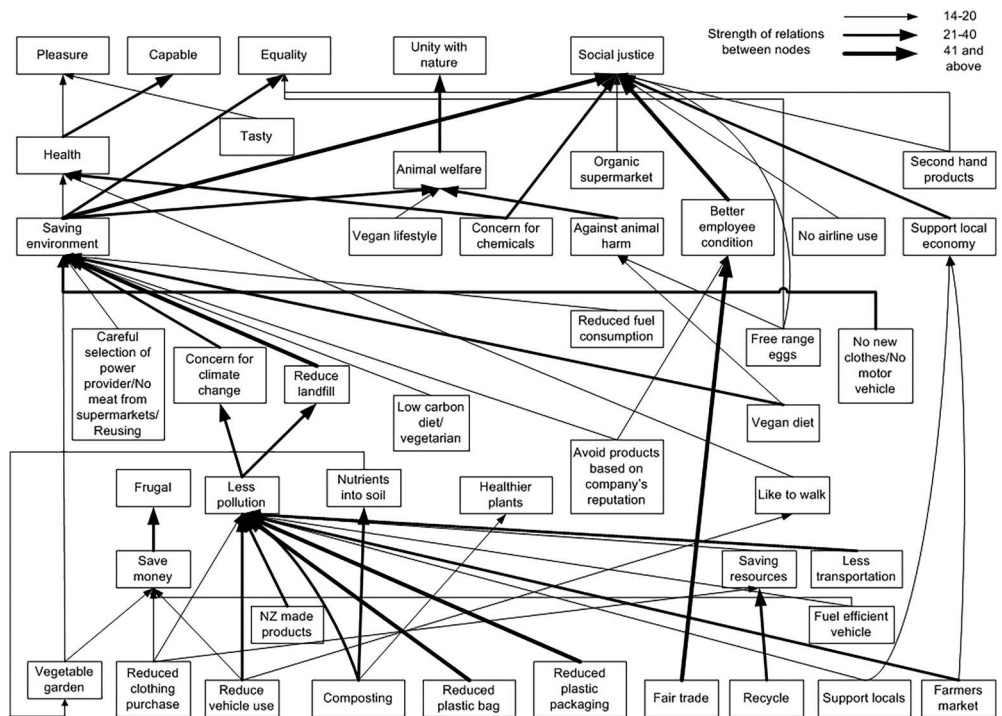 14-20
Strength of relations
between nodes
21-40
41 and
above
Pleasure
Capable
Equality
Unity with
nature
Social justice
Tasty
Health
Animal welfare
Organic
supermarket
Second hand
products
Saving
environment
Vegan lifestyle
Concern for
chemicals
Against animal
harm
Better
employee
condition
No airline use
Support local
economy
Careful
selection of
power
provider/No
meat from
supermarkets/
Reusing
Concern for
climate
change
Reduce
landfill
Reduced fuel
consumption
Free range
eggs
No new
clothes/No
motor
vehicle
Low carbon
diet/
vegetarian
Vegan diet
Avoid products
based on
company's
reputation
Frugal
Less
pollution
Nutrients
into soil
Healthier
plants
Like to walk
Save
money
Saving
resources
Less
transportation
NZ made
products
Fuel efficient
vehicle
Vegetable
garden
Reduced
clothing
purchase
Reduce
vehicle use
Composting
Reduced
plastic bag
Reduced
plastic
packaging
Fair trade
Recycle
Support locals
Farmers
market